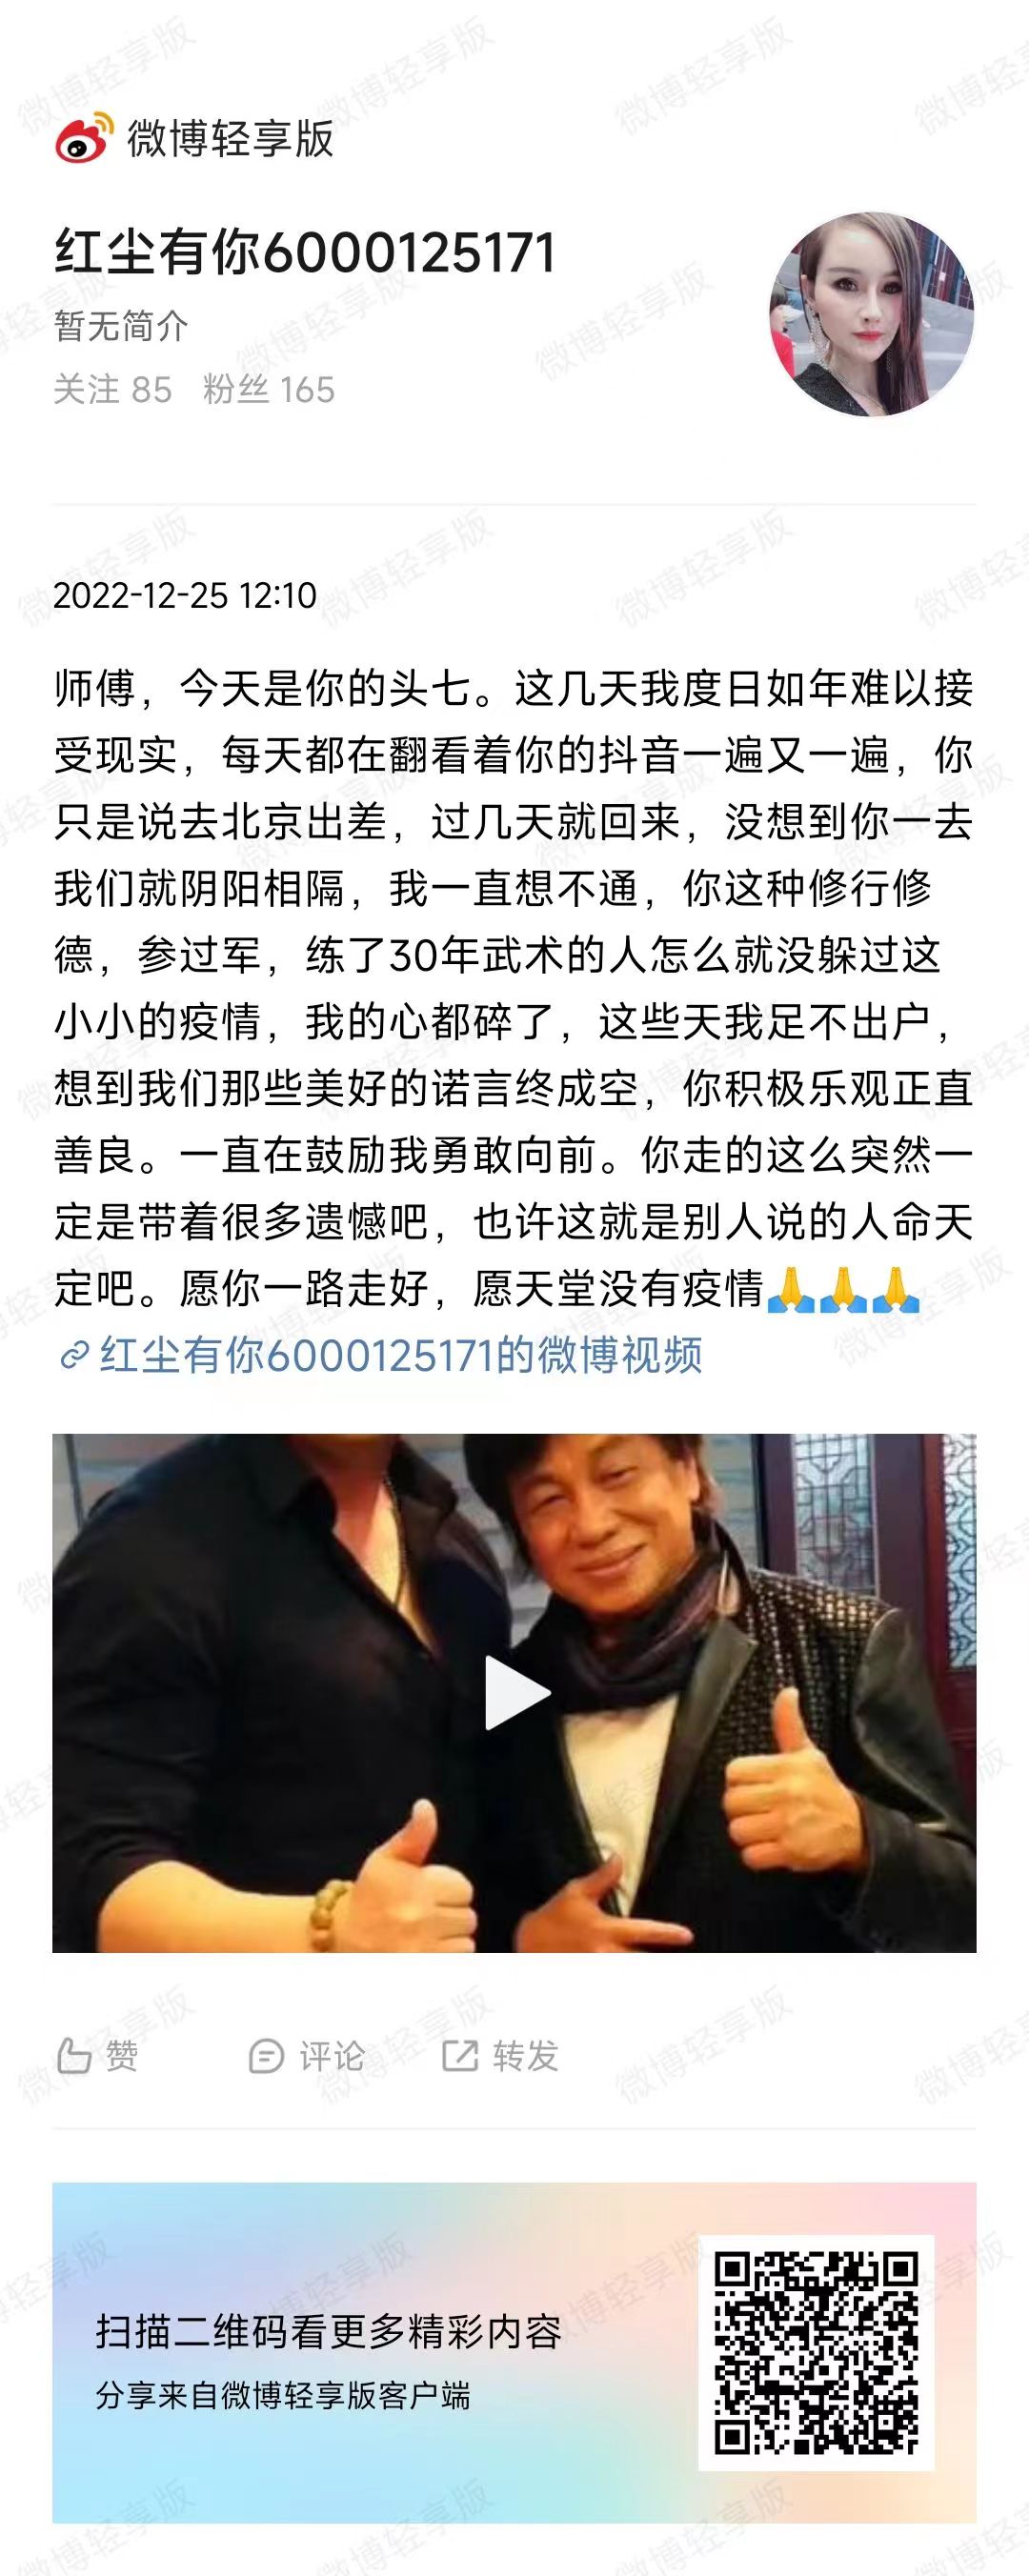 微博轻享版
红尘有你6000125171
暂无简介
关注 85 粉丝 165
2022-12-25 12:10
师傅，今天是你的头七。这几天我度日如年难以接
受现实，每天都在翻看着你的抖音一遍又一遍，你
只是说去北京出差，过几天就回来，没想到你一去
我们就阴阳相隔，我一直想不通，你这种修行修
德，参过军，练了30年武术的人怎么就没躲过这
小小的疫情，我的心都碎了，这些天我足不出户，
想到我们那些美好的诺言终成空，你积极乐观正直
善良。一直在鼓励我勇敢向前。你走的这么突然一
定是带着很多遗憾吧，也许这就是别人说的人命天
定吧。愿你一路走好，愿天堂没有疫情🙏🙏🙏
红尘有你6000125171的微博视频
赞 评论 转发
扫描二维码看更多精彩内容
分享来自微博轻享版客户端